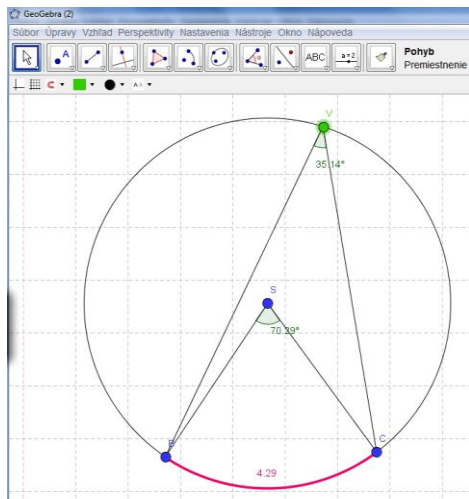 GeoGebra (2)
Súbor Úpravy Vzhľad Perspektívy Nastavenia Nástroje Okno Nápoveda
A
α
ABC
a=2
Pohyb
Premiestnenie
V
35.14°
S
70.29°
B
C
4.29